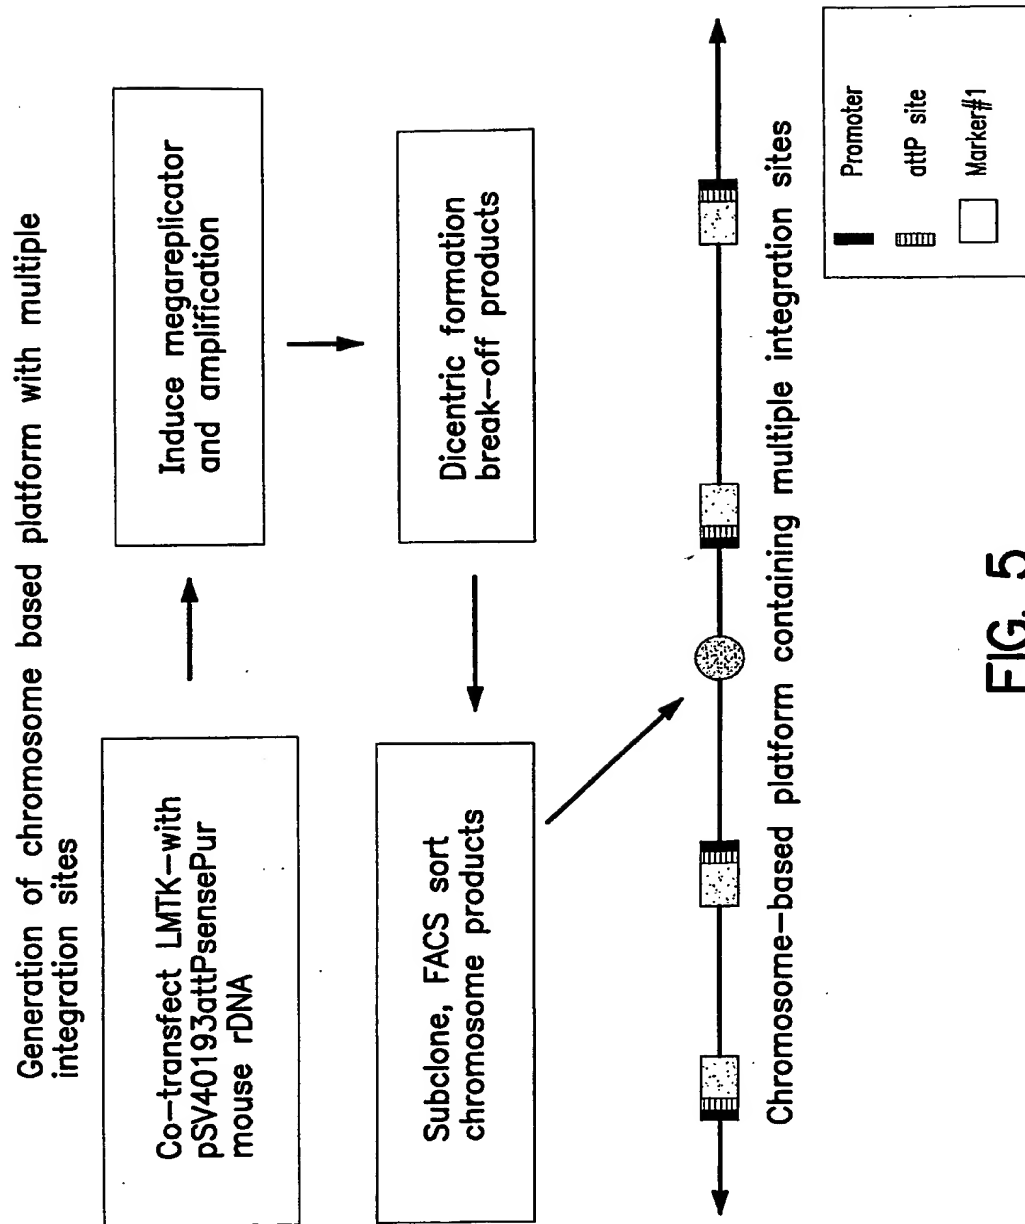 Generation of chromosome based platform with multiple
integration sites
Co-transfect LMTK-with
pSV40193attPsensePur
mouse rDNA
Induce megareplicator
and amplification
Dicentric formation
break-off products
Subclone, FACS sort
chromosome products
Chromosome-based platform containing multiple integration sites
Promoter
attP site
Marker#1
FIG. 5